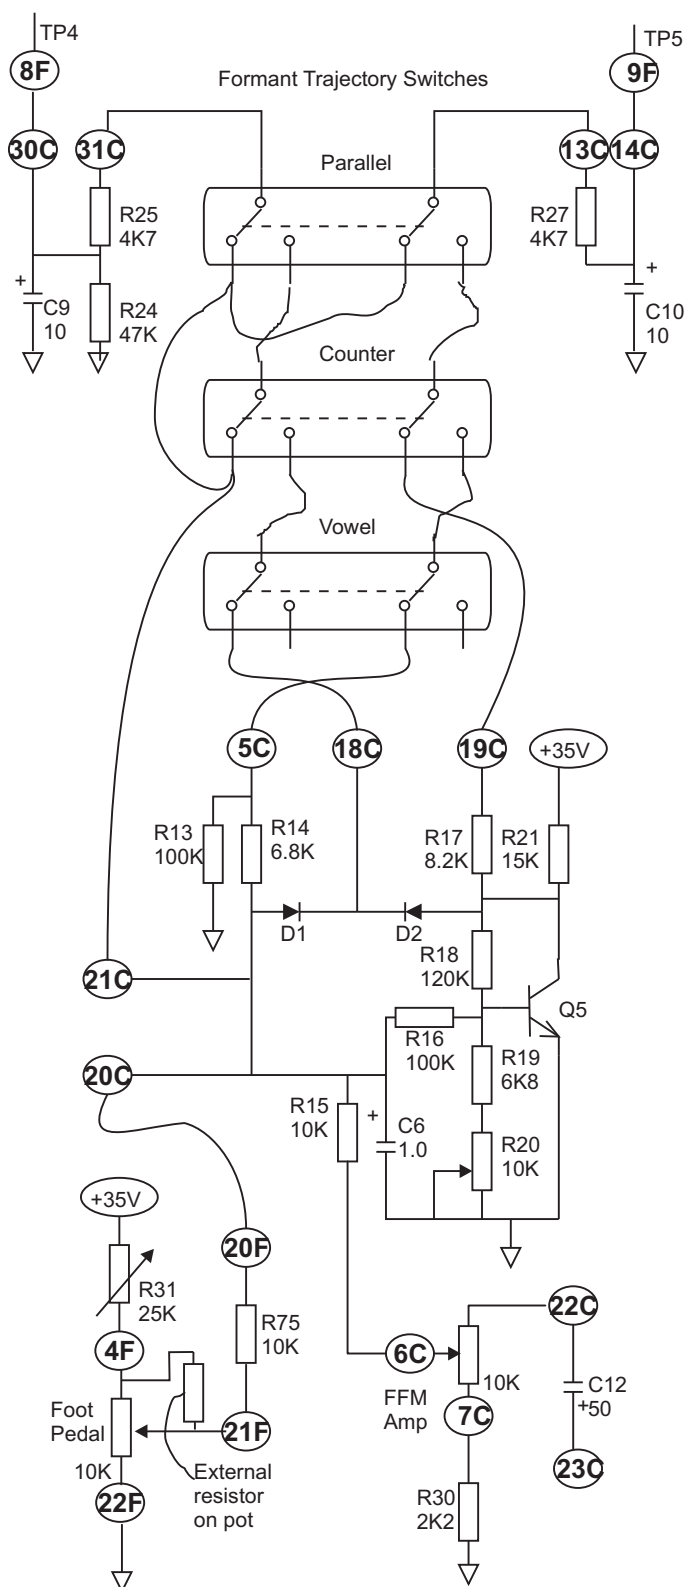 TP4
TP5
8F
9F
Formant Trajectory Switches
30C
31C
13C
14C
Parallel
R25
4K7
R27
4K7
+
C9
10
R24
47K
+
C10
10
Counter
Vowel
5C
18C
19C
+35V
R13
100K
R14
6.8K
R17
8.2K
R21
15K
D1
D2
R18
120K
21C
Q5
R16
100K
R19
6K8
20C
R15
10K
+
C6
1.0
R20
10K
+35V
20F
R31
25K
R75
10K
22C
4F
6C
10K
C12
+50
FFM
Amp
7C
Foot
Pedal
10K
21F
External
resistor
on pot
23C
22F
R30
2K2